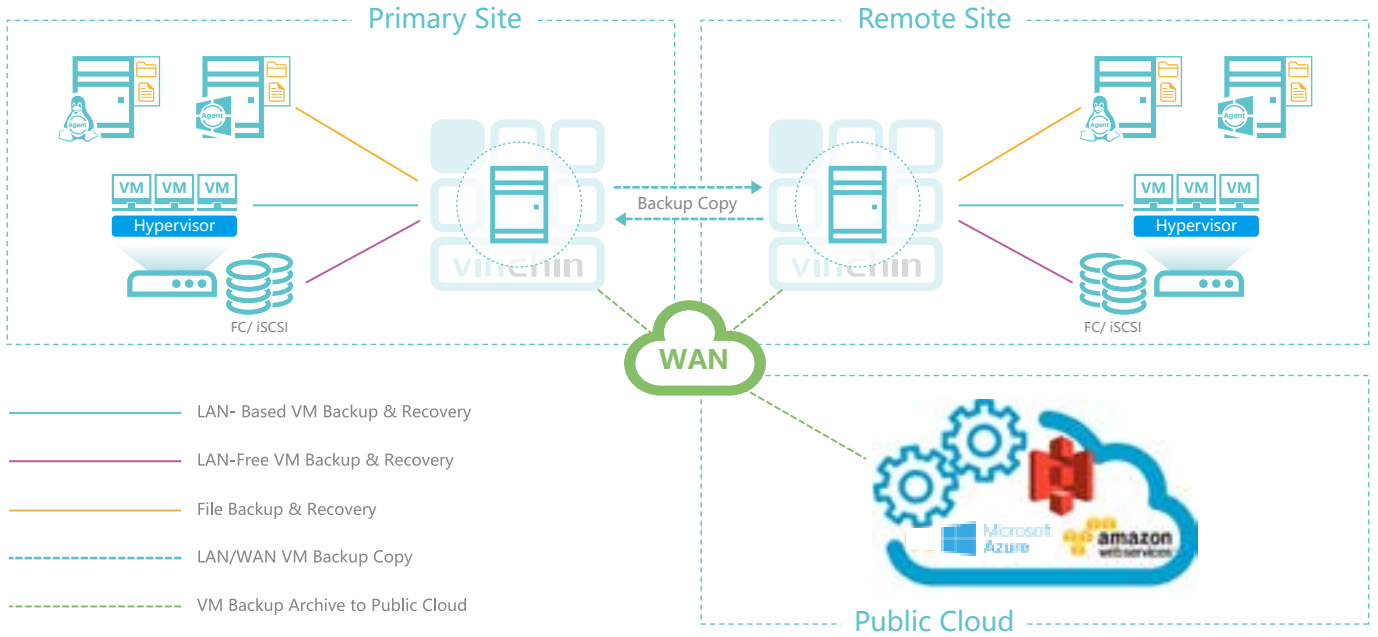 Primary Site
Remote Site
Agent
Agent
Agent
Agent
VM VM VM
Hypervisor
FC/ iSCSI
vinchin
Backup Copy
vinchin
VM VM VM
Hypervisor
FC/ iSCSI
WAN
LAN- Based VM Backup & Recovery
LAN-Free VM Backup & Recovery
File Backup & Recovery
LAN/WAN VM Backup Copy
VM Backup Archive to Public Cloud
Microsoft
Azure
amazon
webservices
Public Cloud